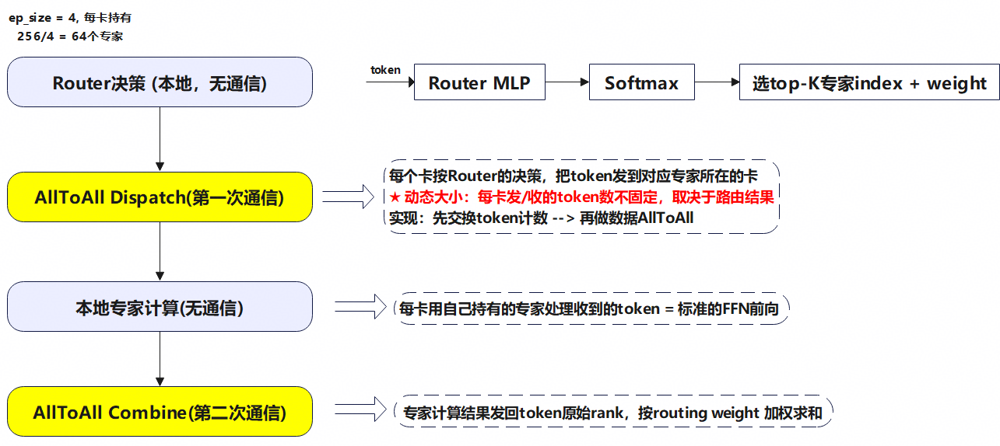 ep_size = 4, 每卡持有
256/4 = 64个专家
Router决策 (本地，无通信)
token
Router MLP
Softmax
选top-K专家index + weight
AllToAll Dispatch(第一次通信)
每个卡按Router的决策，把token发到对应专家所在的卡
★ 动态大小：每卡发/收的token数不固定，取决于路由结果
实现：先交换token计数 --> 再做数据AllToAll
本地专家计算(无通信)
每卡用自己持有的专家处理收到的token = 标准的FFN前向
AllToAll Combine(第二次通信)
专家计算结果发回token原始rank，按routing weight 加权求和